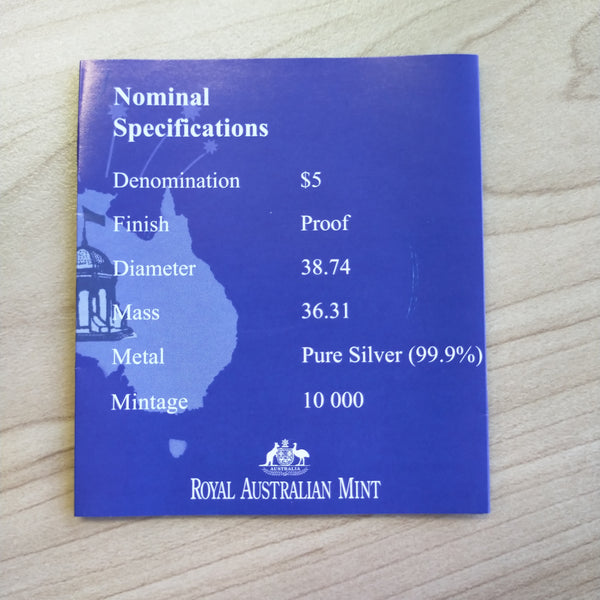 Nominal
Specifications
Denomination $5
Finish Proof
Diameter 38.74
Mass 36.31
Metal Pure Silver (99.9%)
Mintage 10 000
AUSTRALIA
ROYAL AUSTRALIAN MINT